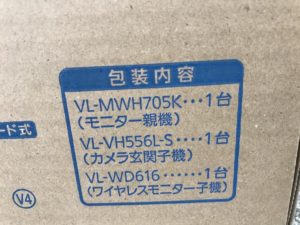 包装内容
VL-MWH705K・・・1台
(モニター親機)
VL-VH556L-S・・・・1台
(カメラ玄関子機)
VL-WD616・・・・・・1台
(ワイヤレスモニター子機)
ード式
V4